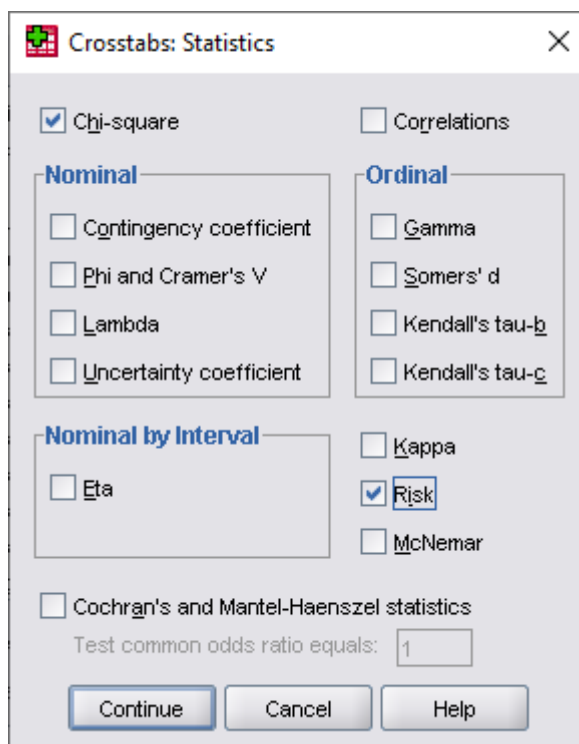 Crosstabs: Statistics
Chi-square
Correlations
Nominal
Contingency coefficient
Phi and Cramer's V
Lambda
Uncertainty coefficient
Ordinal
Gamma
Somers' d
Kendall's tau-b
Kendall's tau-c
Nominal by Interval
Eta
Kappa
Risk
McNemar
Cochran's and Mantel-Haenszel statistics
Test common odds ratio equals: 1
Continue Cancel Help